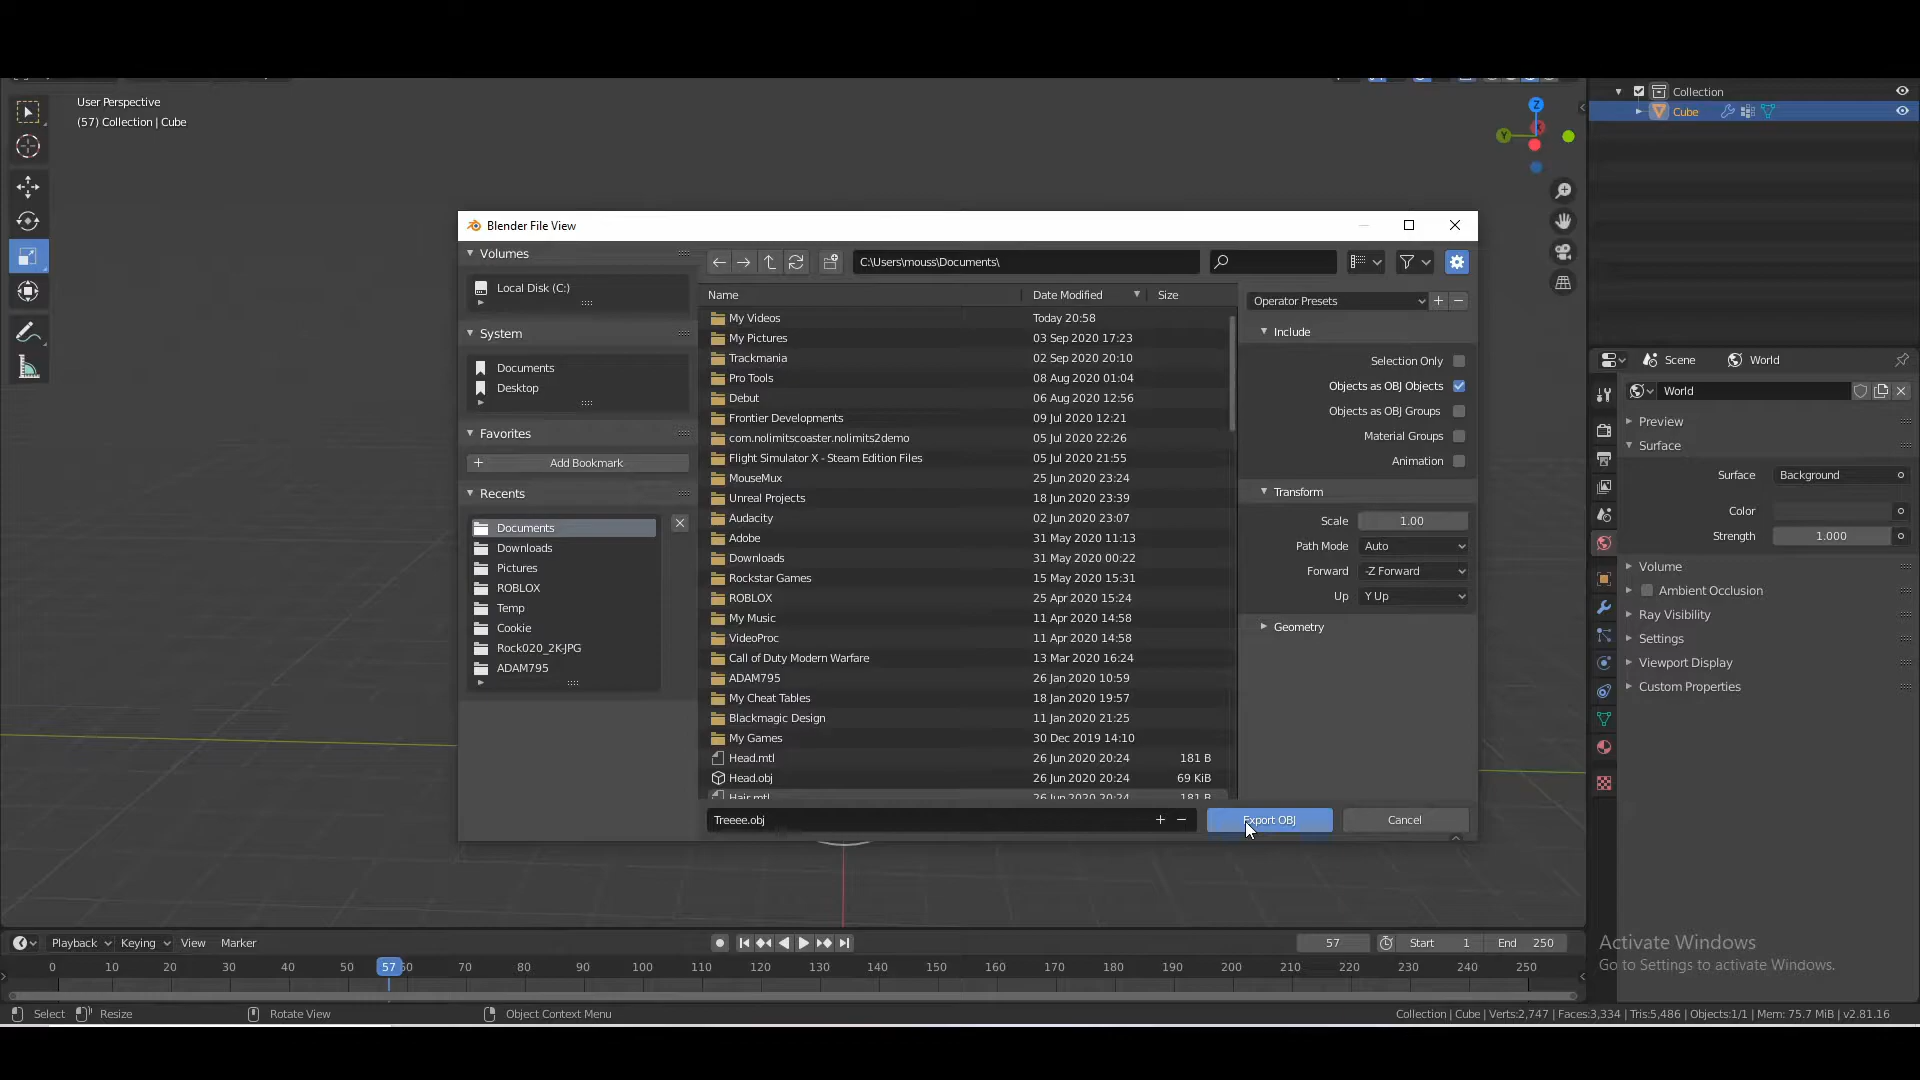 User Perspective
(57) Collection | Cube
Blender File View
Volumes
Local Disk (C:)
System
Documents
Desktop
Favorites
Add Bookmark
Recents
Documents
Downloads
Pictures
ROBLOX
Temp
Cookie
Rock020_2K-JPG
ADAM795
C:\Users\mouss\Documents\
Name Date Modified Size
My Videos Today 20:58
My Pictures 03 Sep 2020 17:23
Trackmania 02 Sep 2020 20:10
Pro Tools 08 Aug 2020 01:04
Debut 06 Aug 2020 12:56
Frontier Developments 09 Jul 2020 12:21
com.nolimitscoaster.nolimits2demo 05 Jul 2020 22:26
Flight Simulator X - Steam Edition Files 05 Jul 2020 21:55
MouseMux 25 Jun 2020 23:24
Unreal Projects 18 Jun 2020 23:39
Audacity 02 Jun 2020 23:07
Adobe 31 May 2020 11:13
Downloads 31 May 2020 00:22
Rockstar Games 15 May 2020 15:31
ROBLOX 25 Apr 2020 15:24
My Music 11 Apr 2020 14:58
VideoProc 11 Apr 2020 14:58
Call of Duty Modern Warfare 13 Mar 2020 16:24
ADAM795 26 Jan 2020 10:59
My Cheat Tables 18 Jan 2020 19:57
Blackmagic Design 11 Jan 2020 21:25
My Games 30 Dec 2019 14:10
Head.mtl 26 Jun 2020 20:24 181 B
Head.obj 26 Jun 2020 20:24 69 KiB
Hair.mtl 26 Jun 2020 20:24 181 B
Treeee.obj
Export OBJ
Cancel
Operator Presets
Include
Selection Only
Objects as OBJ Objects
Objects as OBJ Groups
Material Groups
Animation
Transform
Scale 1.00
Path Mode Auto
Forward -Z Forward
Up Y Up
Geometry
Z
X
Y
Collection
Cube
Scene World
World
Preview
Surface
Surface Background
Color
Strength 1.000
Volume
Ambient Occlusion
Ray Visibility
Settings
Viewport Display
Custom Properties
Activate Windows
Go to Settings to activate Windows.
Playback Keying View Marker
57 Start 1 End 250
0 10 20 30 40 50 57 60 70 80 90 100 110 120 130 140 150 160 170 180 190 200 210 220 230 240 250
Select Resize Rotate View Object Context Menu
Collection | Cube | Verts:2,747 | Faces:3,334 | Tris:5,486 | Objects:1/1 | Mem: 75.7 MiB | v2.81.16